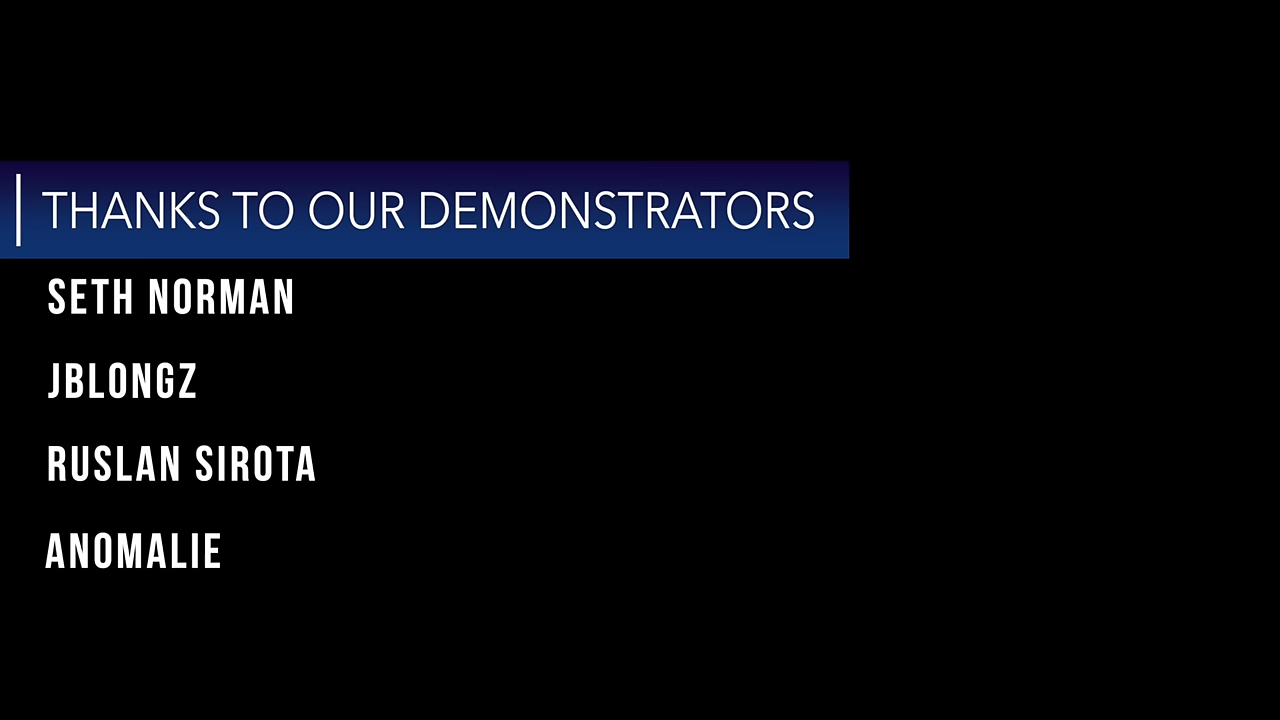 THANKS TO OUR DEMONSTRATORS
SETH NORMAN
JBLONGZ
RUSLAN SIROTA
ANOMALIE